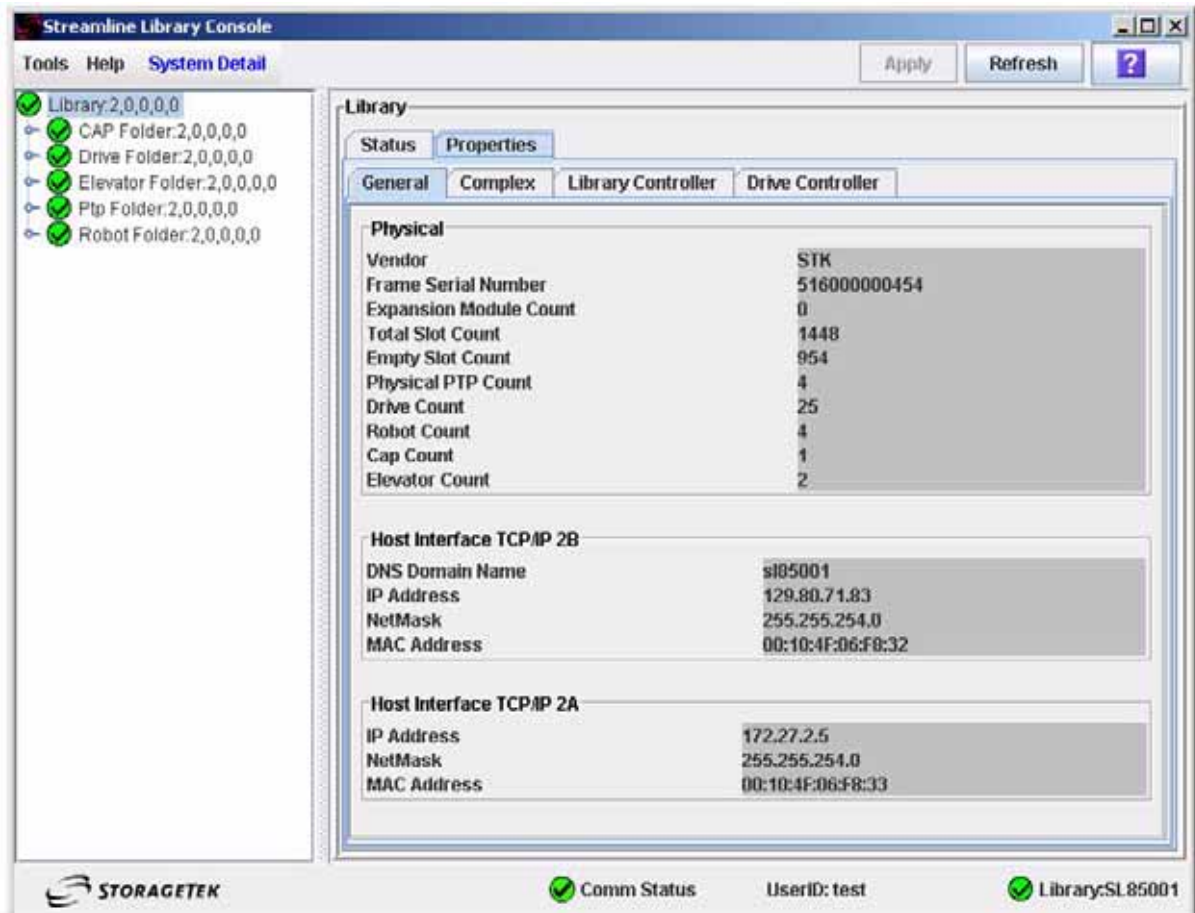 Streamline Library Console
Tools Help System Detail Apply Refresh ?
Library:2,0,0,0,0
CAP Folder:2,0,0,0,0
Drive Folder:2,0,0,0,0
Elevator Folder:2,0,0,0,0
Ptp Folder:2,0,0,0,0
Robot Folder:2,0,0,0,0
Library
Status Properties
General Complex Library Controller Drive Controller
Physical
Vendor STK
Frame Serial Number 516000000454
Expansion Module Count 0
Total Slot Count 1448
Empty Slot Count 954
Physical PTP Count 4
Drive Count 25
Robot Count 4
Cap Count 1
Elevator Count 2
Host Interface TCP/IP 2B
DNS Domain Name sl85001
IP Address 129.80.71.83
NetMask 255.255.254.0
MAC Address 00:10:4F:06:F8:32
Host Interface TCP/IP 2A
IP Address 172.27.2.5
NetMask 255.255.254.0
MAC Address 00:10:4F:06:F8:33
STORAGETEK Comm Status UserID: test Library:SL85001